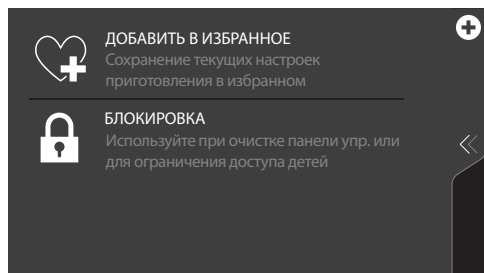 ДОБАВИТЬ В ИЗБРАННОЕ
Сохранение текущих настроек
приготовления в избранном
БЛОКИРОВКА
Используйте при очистке панели упр. или
для ограничения доступа детей